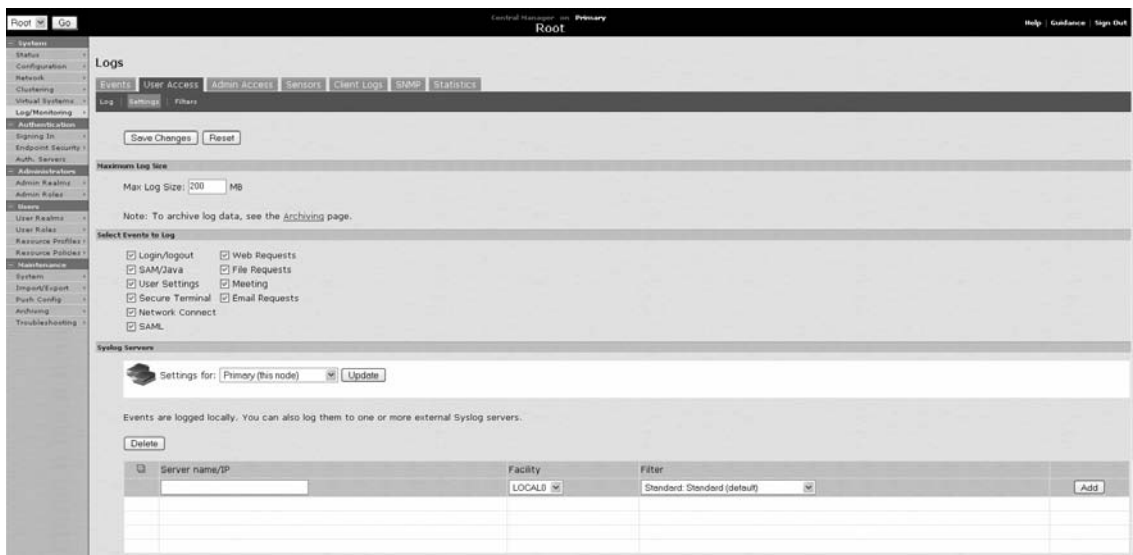 Root Go
Central Manager on Primary
Root
Help | Guidance | Sign Out
System
Status
Configuration
Network
Clustering
Virtual Systems
Log/Monitoring
Authentication
Signing In
Endpoint Security
Auth. Servers
Administrators
Admin Realms
Admin Roles
Users
User Realms
User Roles
Resource Profiles
Resource Policies
Maintenance
System
Import/Export
Push Config
Archiving
Troubleshooting
Logs
Events User Access Admin Access Sensors Client Logs SNMP Statistics
Log | Settings | Filters
Save Changes Reset
Maximum Log Size
Max Log Size: 200 MB
Note: To archive log data, see the Archiving page.
Select Events to Log
Login/logout Web Requests
SAM/Java File Requests
User Settings Meeting
Secure Terminal Email Requests
Network Connect
SAML
Syslog Servers
Settings for: Primary (this node) Update
Events are logged locally. You can also log them to one or more external Syslog servers.
Delete
Server name/IP Facility Filter
LOCAL0 Standard: Standard (default) Add